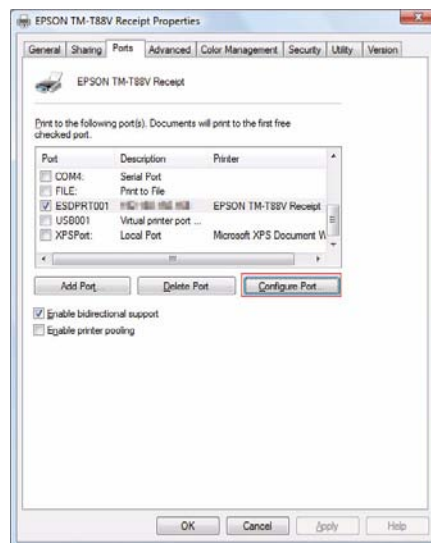 EPSON TM-T88V Receipt Properties
General Sharing Ports Advanced Color Management Security Utility Version
EPSON TM-T88V Receipt
Print to the following port(s). Documents will print to the first free
checked port.
Port Description Printer
COM4: Serial Port
FILE: Print to File
ESDPRT001 EPSON TM-T88V Receipt
USB001 Virtual printer port ...
XPSPort: Local Port Microsoft XPS Document W
Add Port... Delete Port Configure Port...
Enable bidirectional support
Enable printer pooling
OK Cancel Apply Help